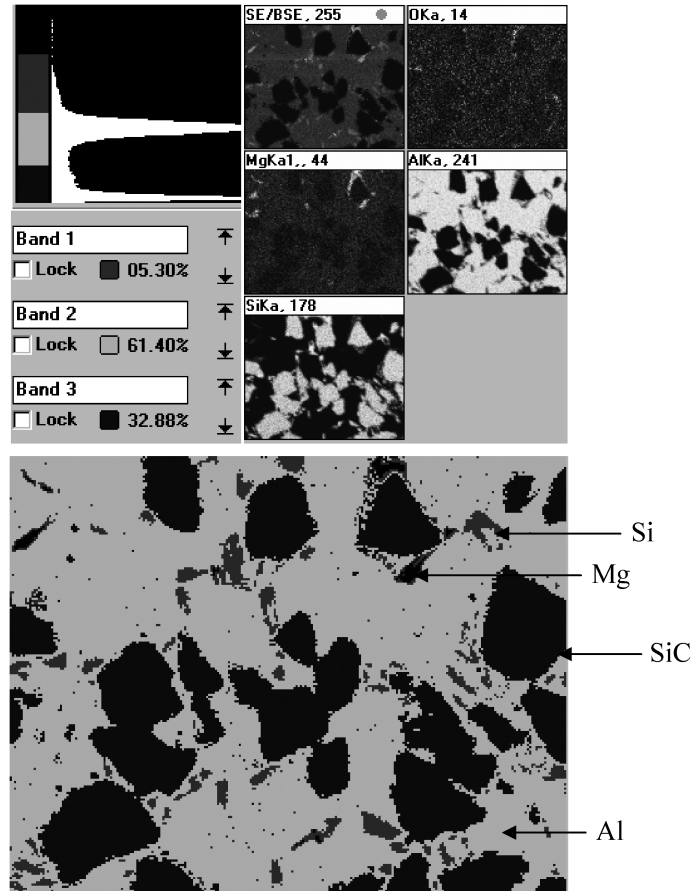 SE/BSE, 255
OKa, 14
MgKa1,, 44
AlKa, 241
SiKa, 178
Band 1
Lock 05.30%
Band 2
Lock 61.40%
Band 3
Lock 32.88%
Si
Mg
SiC
Al